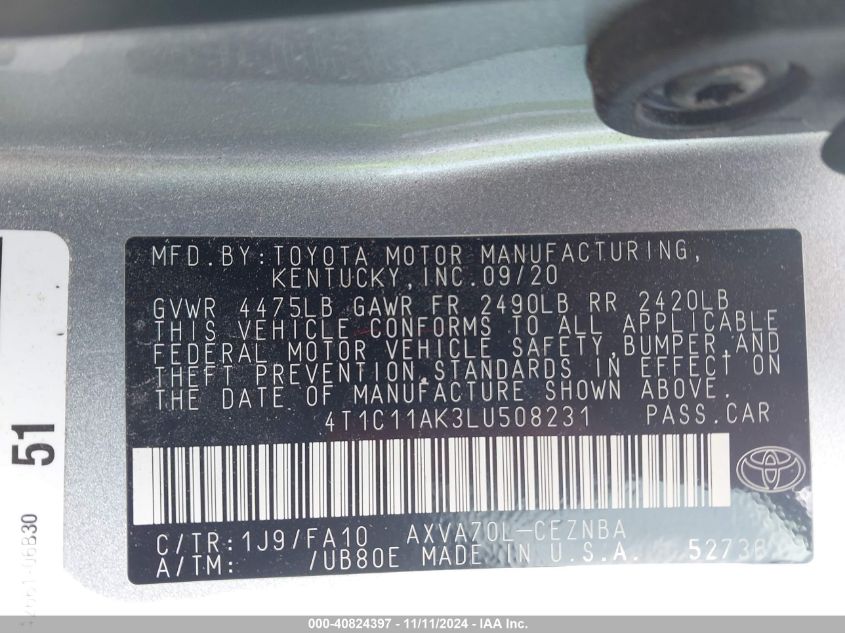 MFD.BY:TOYOTA MOTOR MANUFACTURING,
KENTUCKY,INC.09/20
GVWR 4475LB GAWR FR 2490LB RR 2420LB
THIS VEHICLE CONFORMS TO ALL APPLICABLE
FEDERAL MOTOR VEHICLE SAFETY,BUMPER,AND
THEFT PREVENTION STANDARDS IN EFFECT ON
THE DATE OF MANUFACTURE SHOWN ABOVE.
4T1C11AK3LU508231 PASS.CAR
C/TR:1J9/FA10 AXVA70L-CEZNBA
A/TM: /UB80E MADE IN U.S.A. 52736
51
000-40824397 - 11/11/2024 - IAA Inc.